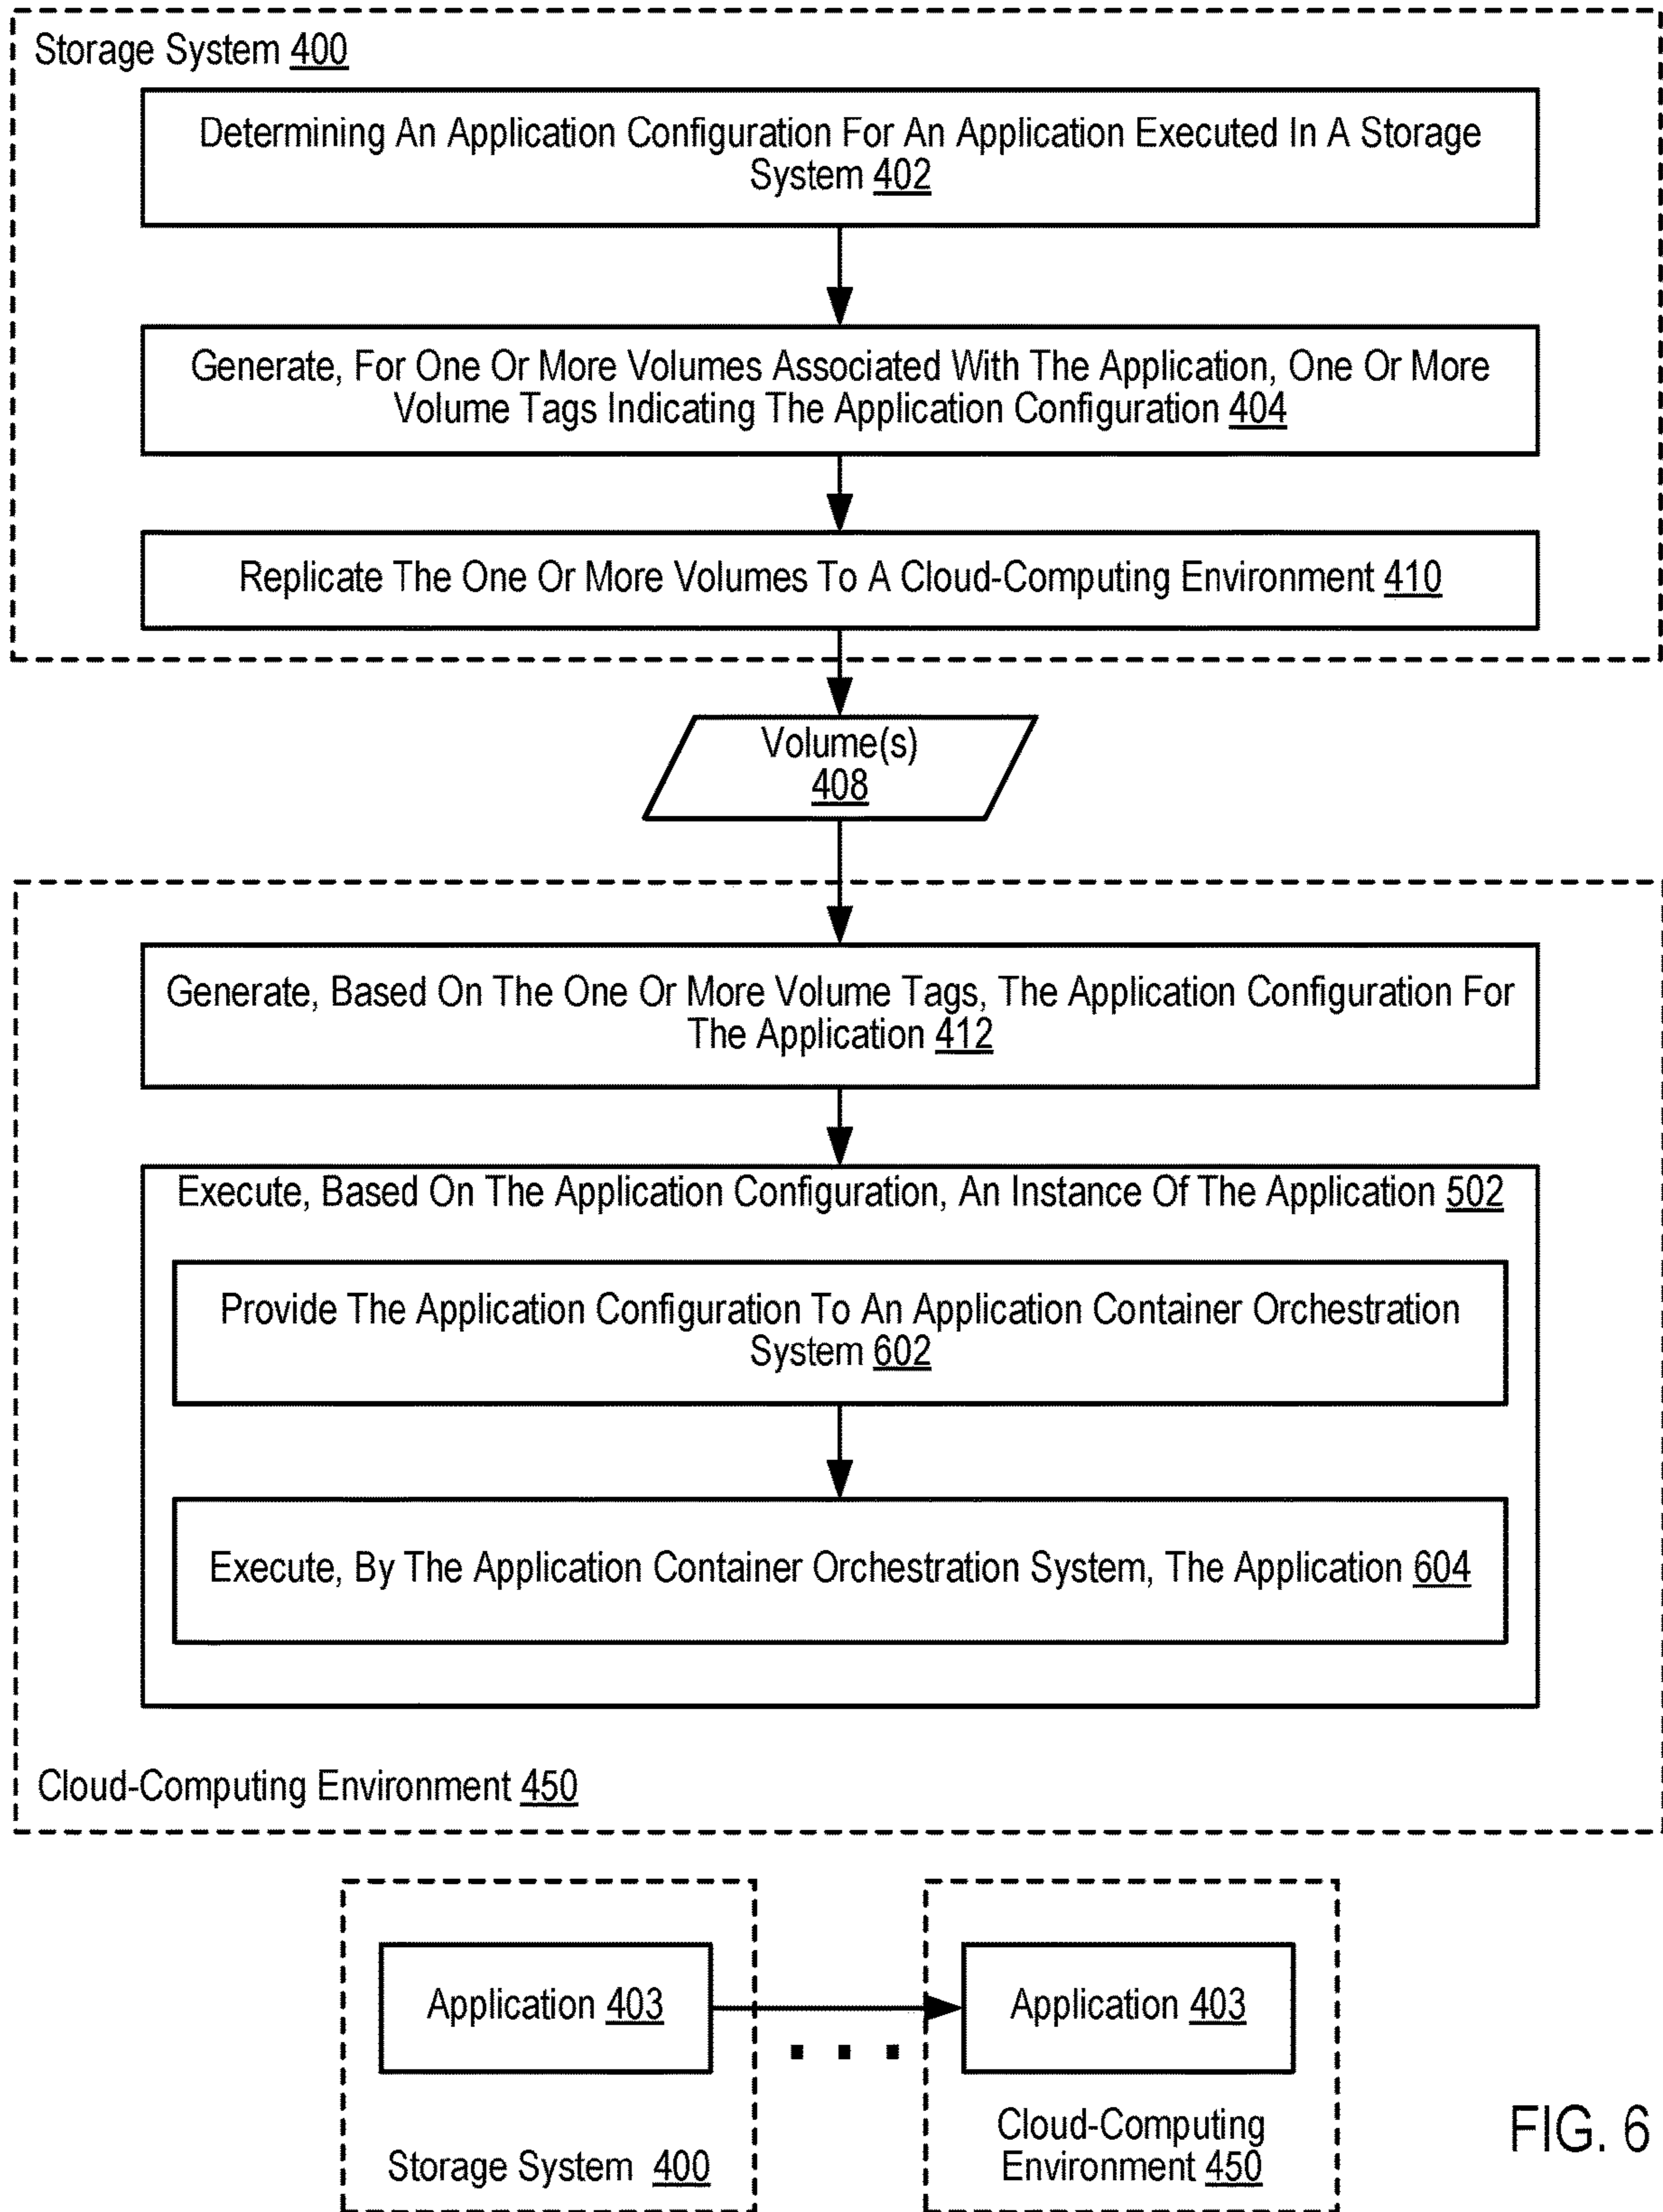 Storage System 400
Determining An Application Configuration For An Application Executed In A Storage
System 402
Generate, For One Or More Volumes Associated With The Application, One Or More
Volume Tags Indicating The Application Configuration 404
Replicate The One Or More Volumes To A Cloud-Computing Environment 410
Volume(s)
408
Generate, Based On The One Or More Volume Tags, The Application Configuration For
The Application 412
Execute, Based On The Application Configuration, An Instance Of The Application 502
Provide The Application Configuration To An Application Container Orchestration
System 602
Execute, By The Application Container Orchestration System, The Application 604
Cloud-Computing Environment 450
Application 403
Storage System 400
Application 403
Cloud-Computing
Environment 450
FIG. 6